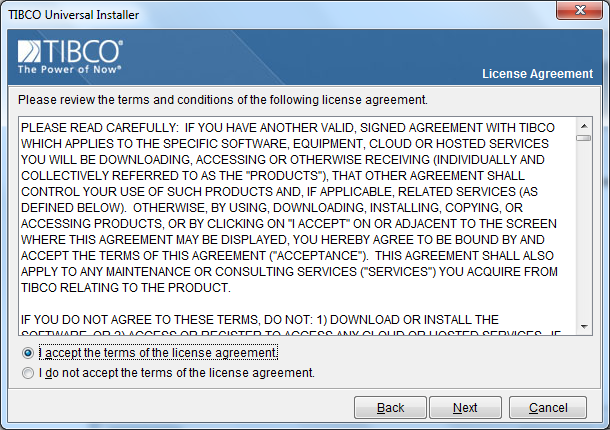 TIBCO Universal Installer
TIBCO®
The Power of Now®
License Agreement
Please review the terms and conditions of the following license agreement.
PLEASE READ CAREFULLY:  IF YOU HAVE ANOTHER VALID, SIGNED AGREEMENT WITH TIBCO
WHICH APPLIES TO THE SPECIFIC SOFTWARE, EQUIPMENT, CLOUD OR HOSTED SERVICES
YOU WILL BE DOWNLOADING, ACCESSING OR OTHERWISE RECEIVING (INDIVIDUALLY AND
COLLECTIVELY REFERRED TO AS THE "PRODUCTS"), THAT OTHER AGREEMENT SHALL
CONTROL YOUR USE OF SUCH PRODUCTS AND, IF APPLICABLE, RELATED SERVICES (AS
DEFINED BELOW).  OTHERWISE, BY USING, DOWNLOADING, INSTALLING, COPYING, OR
ACCESSING PRODUCTS, OR BY CLICKING ON "I ACCEPT" ON OR ADJACENT TO THE SCREEN
WHERE THIS AGREEMENT MAY BE DISPLAYED, YOU HEREBY AGREE TO BE BOUND BY AND
ACCEPT THE TERMS OF THIS AGREEMENT ("ACCEPTANCE").  THIS AGREEMENT SHALL ALSO
APPLY TO ANY MAINTENANCE OR CONSULTING SERVICES ("SERVICES") YOU ACQUIRE FROM
TIBCO RELATING TO THE PRODUCT.
IF YOU DO NOT AGREE TO THESE TERMS, DO NOT: 1) DOWNLOAD OR INSTALL THE
SOFTWARE, OR 2) ACCESS OR REGISTER TO ACCESS ANY CLOUD OR HOSTED SERVICES.  IF
I accept the terms of the license agreement.
I do not accept the terms of the license agreement.
Back Next Cancel